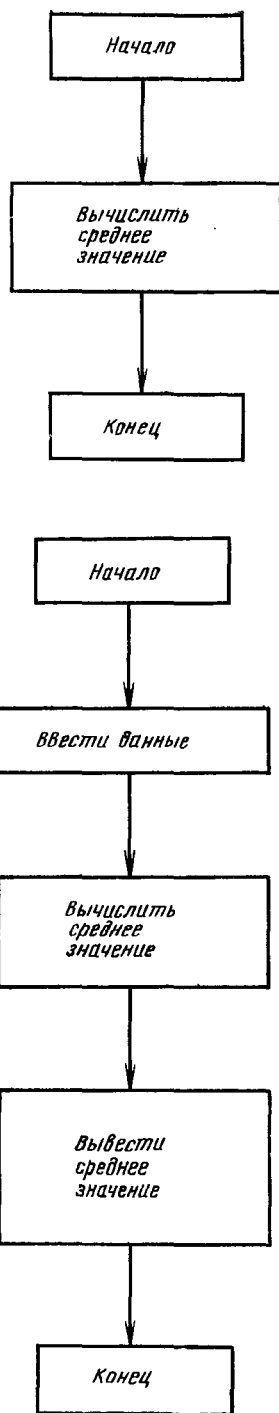 Начало
Вычислить
среднее
значение
Конец
Начало
Ввести данные
Вычислить
среднее
значение
Вывести
среднее
значение
Конец